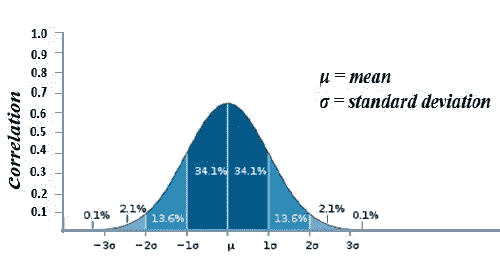 1.0
0.9
0.8
0.7
0.6
0.5
0.4
0.3
0.2
0.1
Correlation
μ = mean
σ = standard deviation
34.1% 34.1%
0.1% 2.1% 13.6% 13.6% 2.1% 0.1%
−3σ −2σ −1σ μ 1σ 2σ 3σ